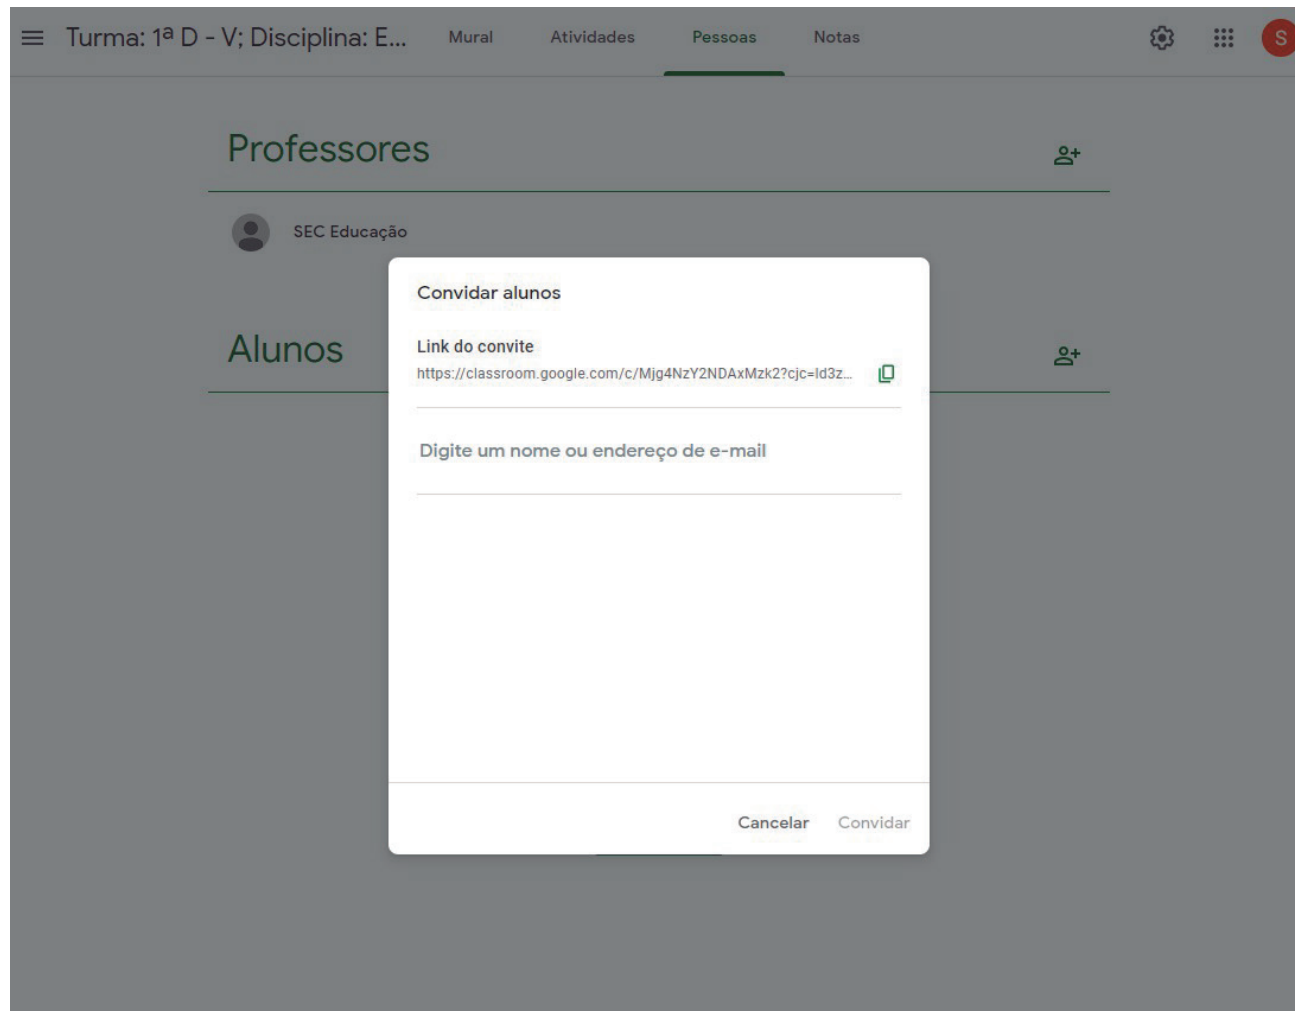 Turma: 1ª D - V; Disciplina: E... Mural Atividades Pessoas Notas S
Professores
SEC Educação
Convidar alunos
Alunos
Link do convite
https://classroom.google.com/c/Mjg4NzY2NDAxMzk2?cjc=ld3z...
Digite um nome ou endereço de e-mail
Cancelar Convidar